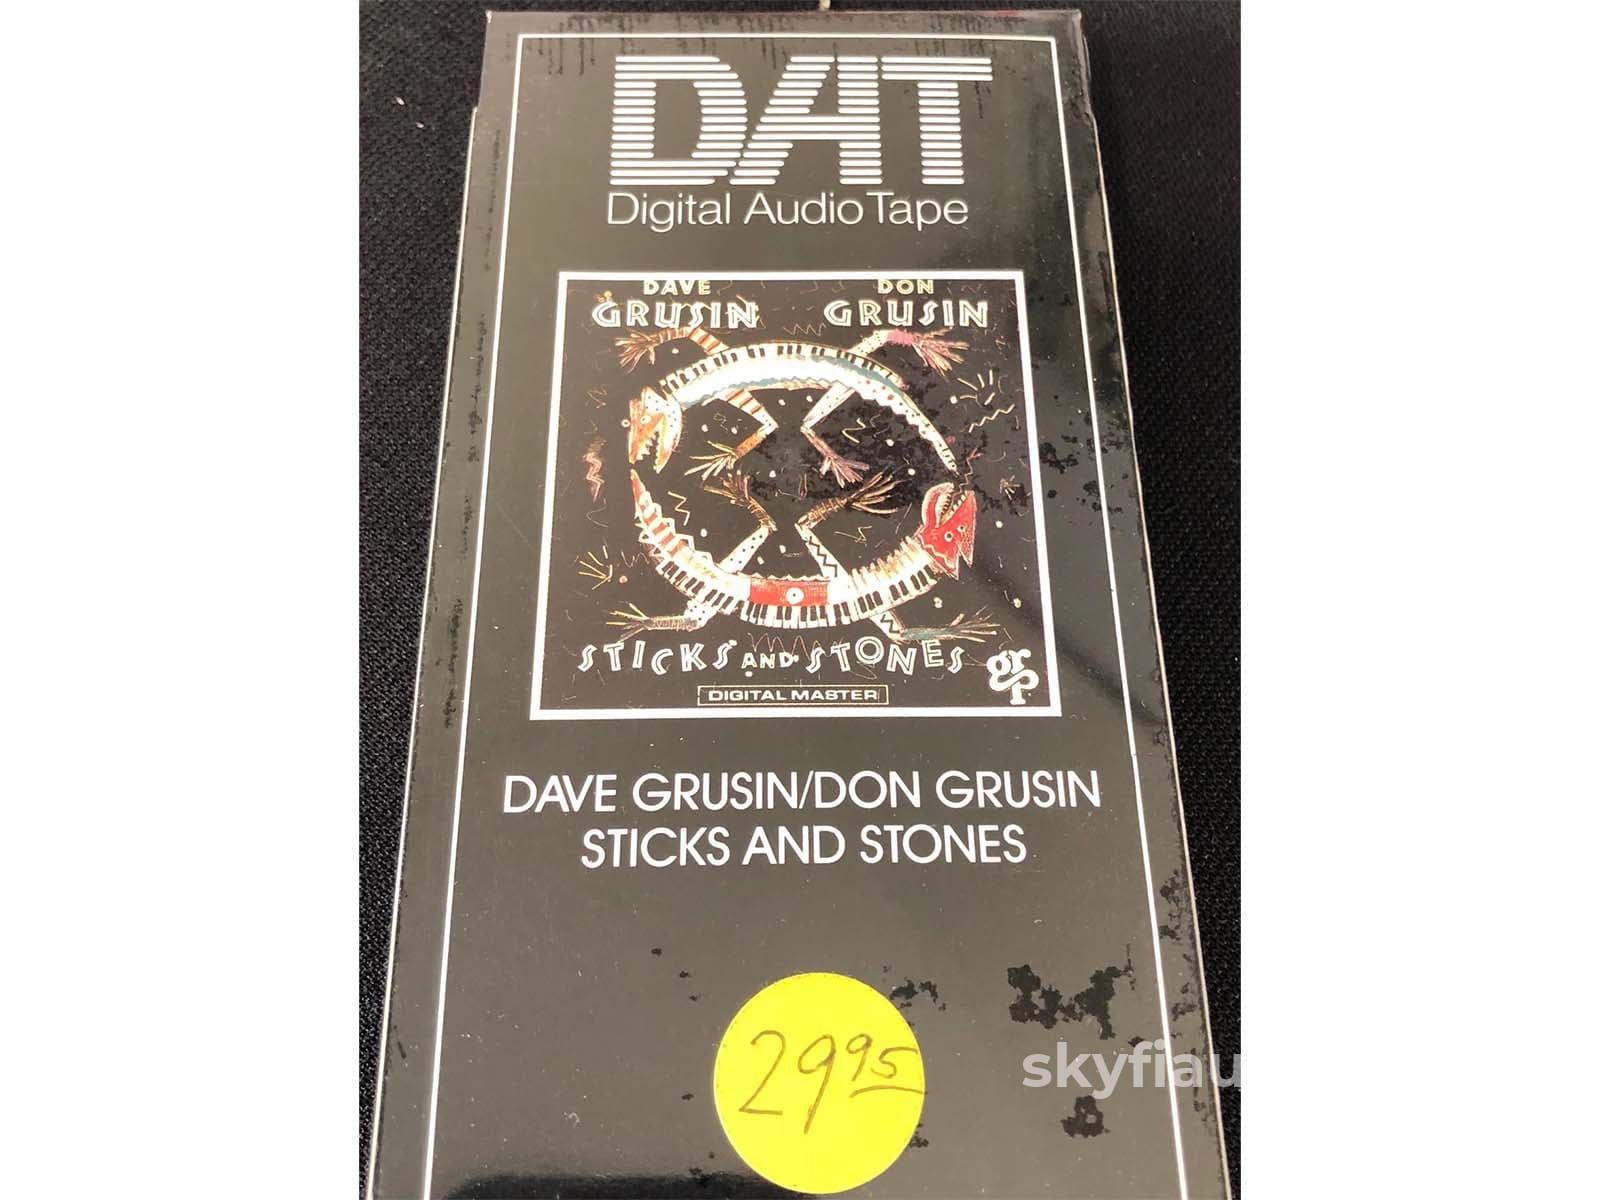 DAT
Digital Audio Tape
DAVE GRUSIN
DON GRUSIN
STICKS AND STONES
grp
DIGITAL MASTER
DAVE GRUSIN/DON GRUSIN
STICKS AND STONES
2995
skyfiau